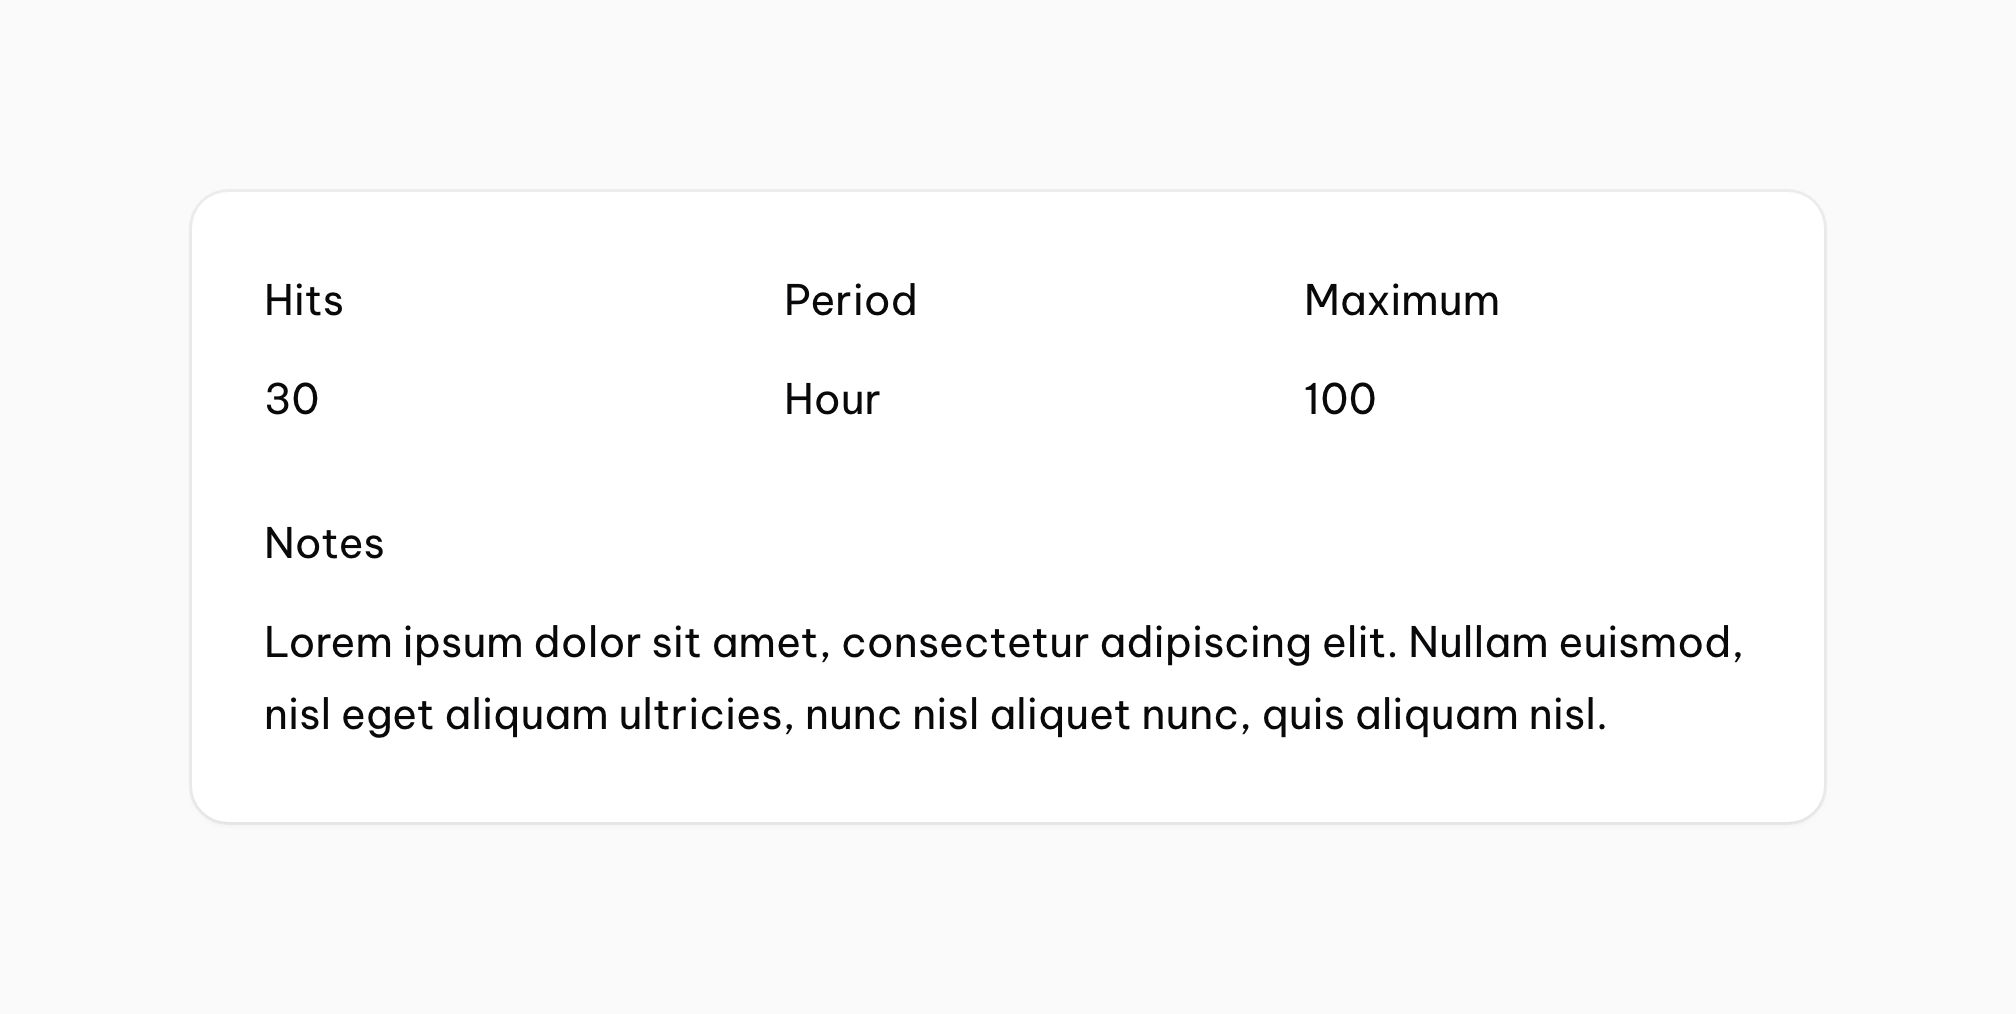 Hits Period Maximum
30 Hour 100
Notes
Lorem ipsum dolor sit amet, consectetur adipiscing elit. Nullam euismod,
nisl eget aliquam ultricies, nunc nisl aliquet nunc, quis aliquam nisl.